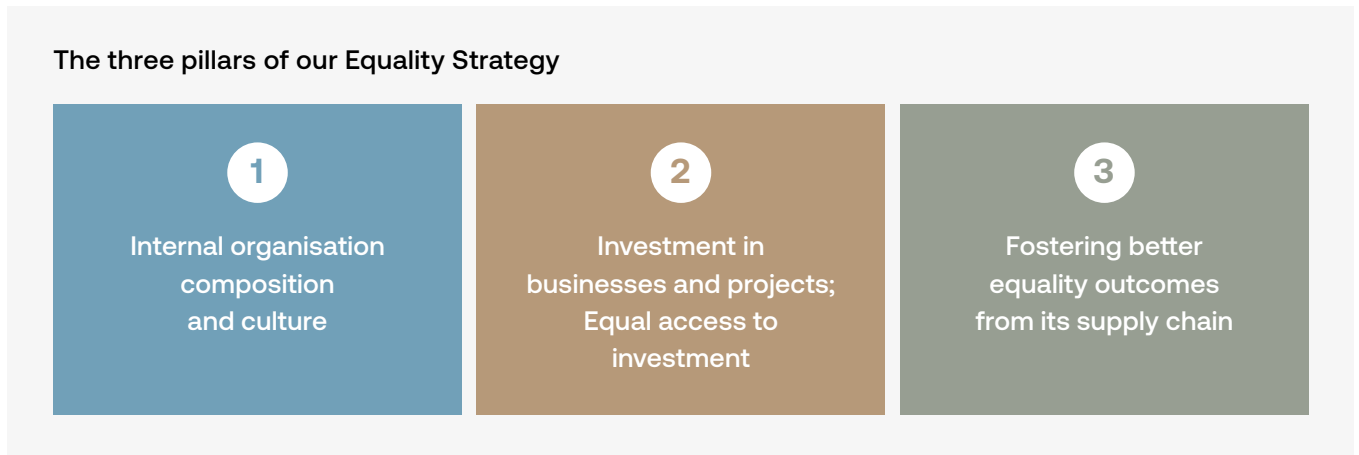 The three pillars of our Equality Strategy
1
Internal organisation
composition
and culture
2
Investment in
businesses and projects;
Equal access to
investment
3
Fostering better
equality outcomes
from its supply chain